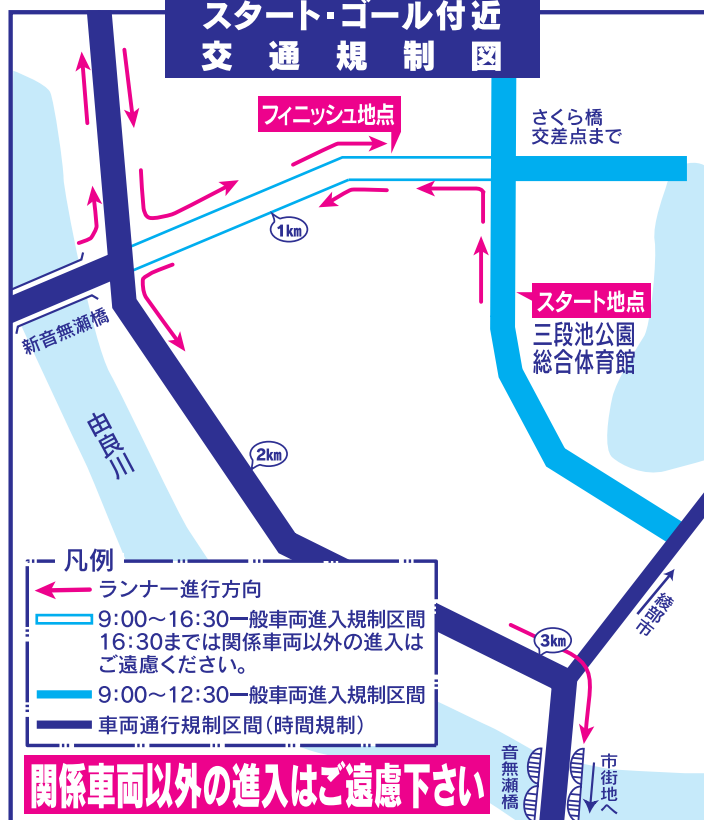 スタート・ゴール付近
交通規制図
フィニッシュ地点
さくら橋
交差点まで
1km
スタート地点
三段池公園
総合体育館
新音無瀬橋
由良川
2km
凡例
ランナー進行方向
9:00～16:30一般車両進入規制区間
16:30までは関係車両以外の進入は
ご遠慮ください。
9:00～12:30一般車両進入規制区間
車両通行規制区間(時間規制)
綾部市
3km
音無瀬橋
市街地へ
関係車両以外の進入はご遠慮下さい